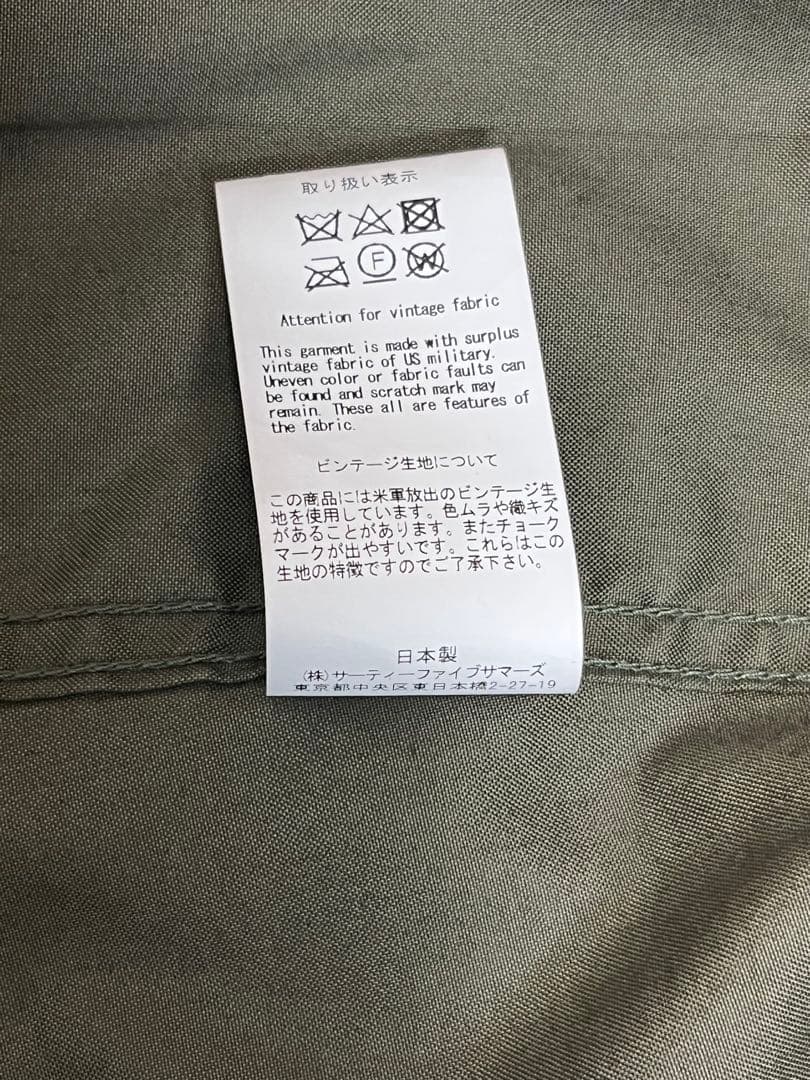 取り扱い表示
F
W
Attention for vintage fabric
This garment is made with surplus
vintage fabric of US military.
Uneven color or fabric faults can
be found and scratch mark may
remain. These all are features of
the fabric.
ビンテージ生地について
この商品には米軍放出のビンテージ生
地を使用しています。色ムラや織キズ
があることがあります。またチョーク
マークが出やすいです。これらはこの
生地の特徴ですのでご了承下さい。
日本製
(株)サーティーファイブサマーズ
東京都中央区東日本橋2-27-19